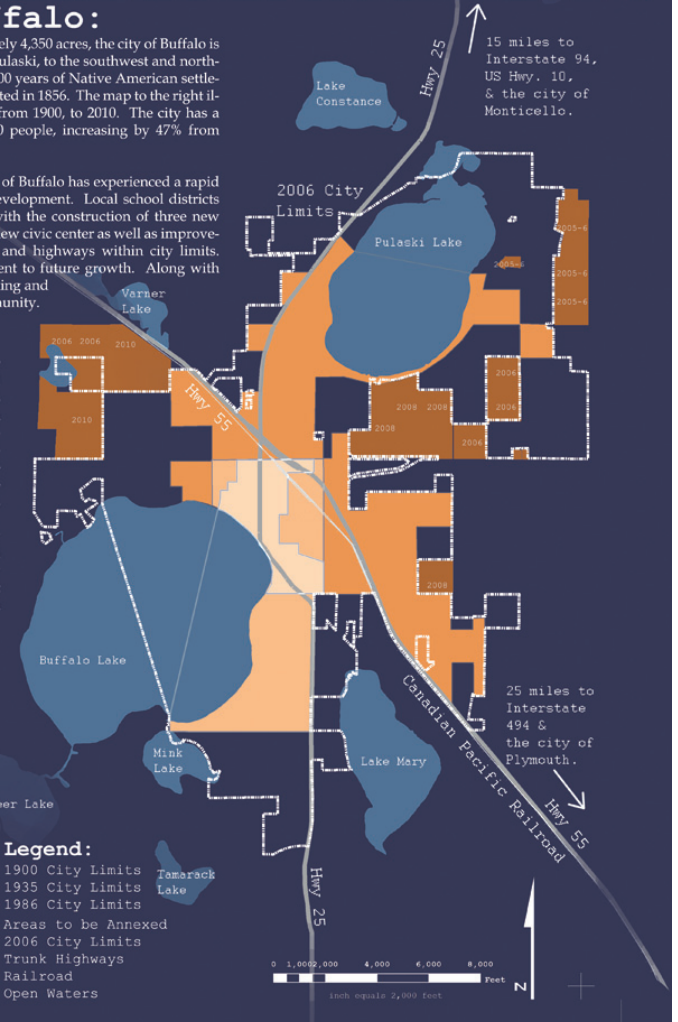 ffalo:
ely 4,350 acres, the city of Buffalo is
ulaski, to the southwest and north-
00 years of Native American settle-
ted in 1856. The map to the right il-
from 1900, to 2010. The city has a
0 people, increasing by 47% from
of Buffalo has experienced a rapid
evelopment. Local school districts
with the construction of three new
ew civic center as well as improve-
and highways within city limits.
ent to future growth. Along with
ing and
munity.
Hwy 25
15 miles to
Interstate 94,
US Hwy. 10,
& the city of
Monticello.
Lake
Constance
2006 City
Limits
Pulaski Lake
2005-6
2005-6
2005-6
2005-6
Varner
Lake
2006 2006 2010
2010
Hwy 55
2006
2006
2008 2008
2008
2006
2008
Buffalo Lake
Canadian Pacific Railroad
25 miles to
Interstate
494 &
the city of
Plymouth.
Mink
Lake
Lake Mary
eer Lake
Hwy 55
Legend:
1900 City Limits
1935 City Limits
1986 City Limits
Areas to be Annexed
2006 City Limits
Trunk Highways
Railroad
Open Waters
Tamarack
Lake
Hwy 25
0 1,000 2,000 4,000 6,000 8,000
Feet
inch equals 2,000 feet
N